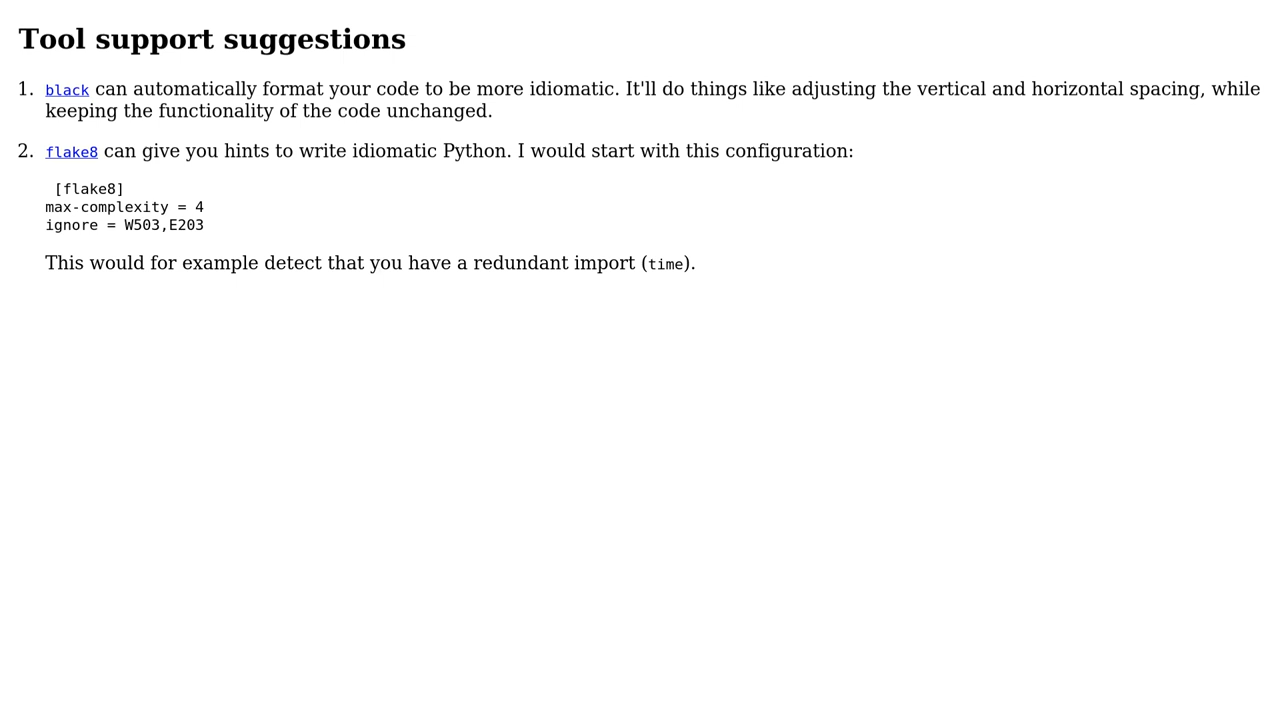 Tool support suggestions
1. black can automatically format your code to be more idiomatic. It'll do things like adjusting the vertical and horizontal spacing, while
keeping the functionality of the code unchanged.
2. flake8 can give you hints to write idiomatic Python. I would start with this configuration:
[flake8]
max-complexity = 4
ignore = W503,E203
This would for example detect that you have a redundant import (time).